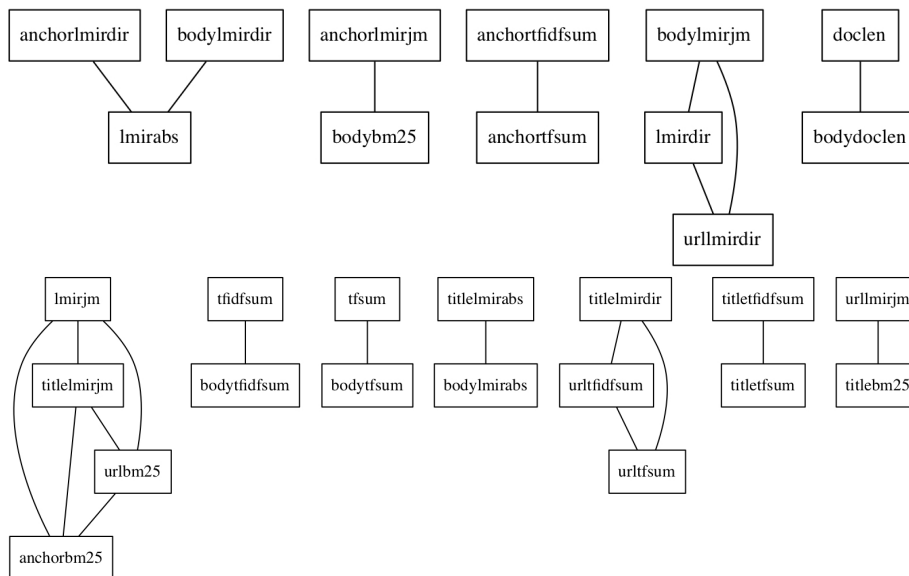 anchorlmirdir
bodylmirdir
anchorlmirjm
anchortfidfsum
bodylmirjm
doclen
lmirabs
bodybm25
anchortfsum
lmirdir
bodydoclen
urllmirdir
lmirjm
tfidfsum
tfsum
titlelmirabs
titlelmirdir
titletfidfsum
urllmirjm
titlelmirjm
bodytfidfsum
bodytfsum
bodylmirabs
urltfidfsum
titletfsum
titlebm25
urlbm25
urltfsum
anchorbm25